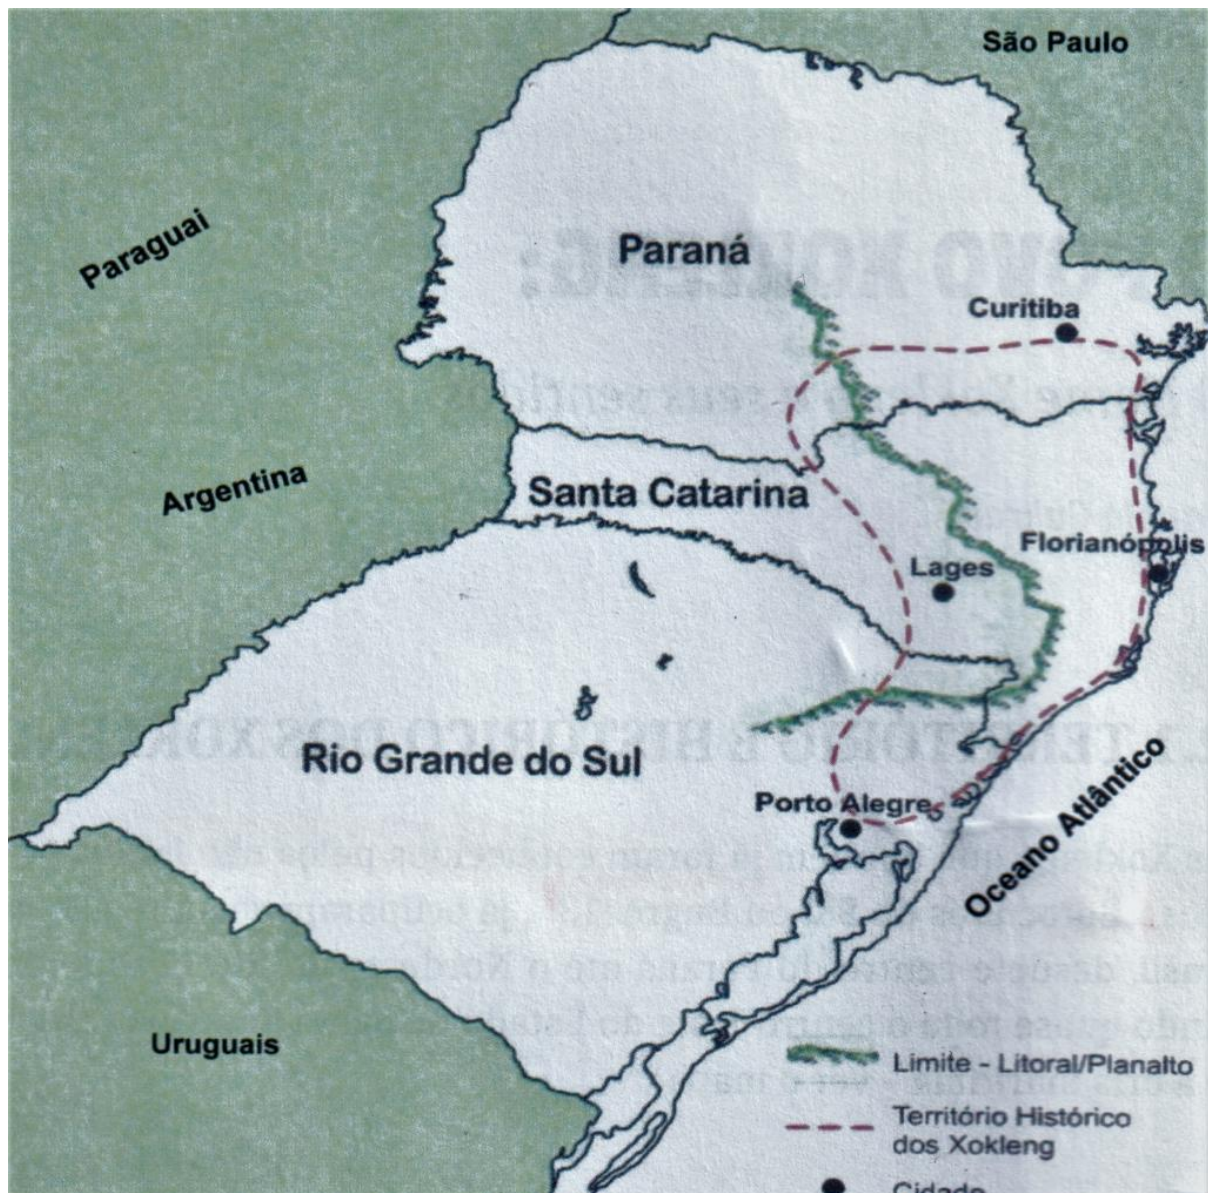 São Paulo
Paraguai
Paraná
Curitiba
Argentina
Santa Catarina
Florianópolis
Lages
Rio Grande do Sul
Porto Alegre
Oceano Atlântico
Uruguais
Limite - Litoral/Planalto
Território Histórico
dos Xokleng
Cidade